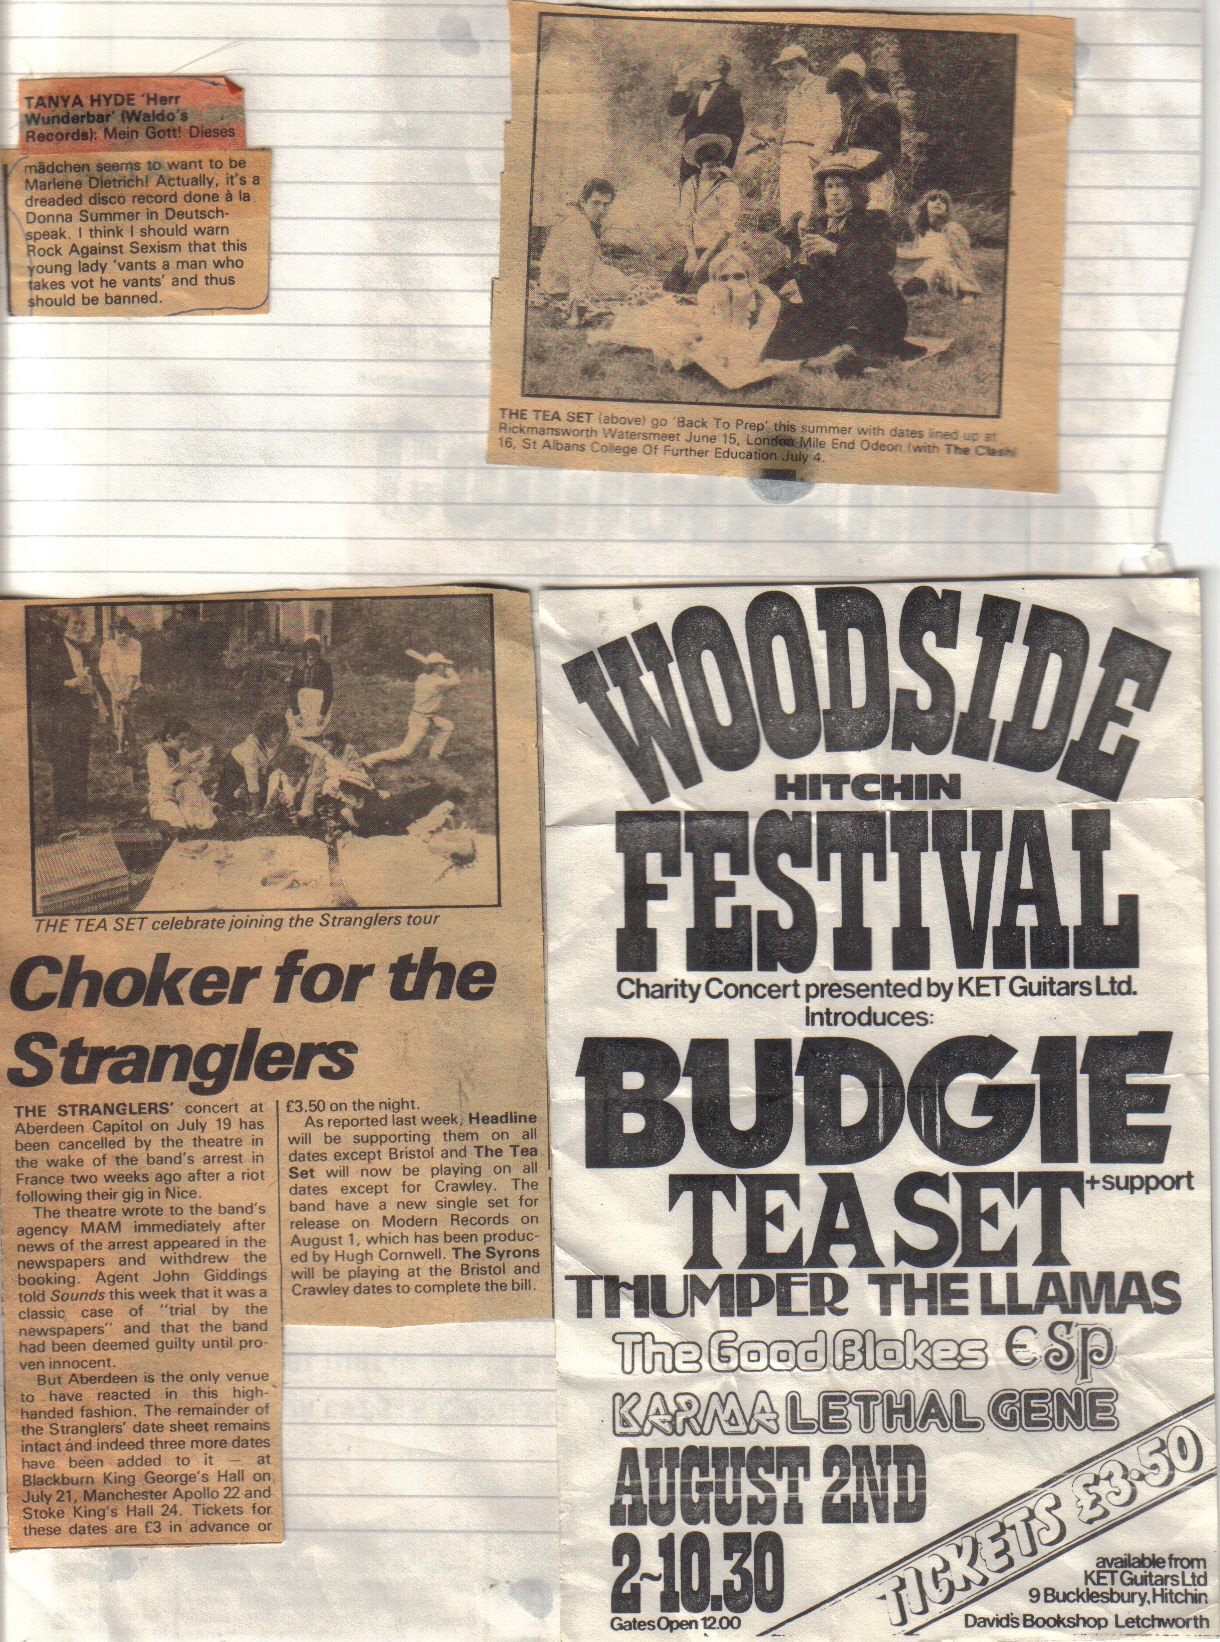 TANYA HYDE 'Herr
Wunderbar' (Waldo's
Records): Mein Gott! Dieses
mädchen seems to want to be
Marlene Dietrich! Actually, it's a
dreaded disco record done à la
Donna Summer in Deutsch-
speak. I think I should warn
Rock Against Sexism that this
young lady 'vants a man who
takes vot he vants' and thus
should be banned.
THE TEA SET (above) go 'Back To Prep' this summer with dates lined up at
Rickmansworth Watersmeet June 15, London Mile End Odeon (with The Clash)
16, St Albans College Of Further Education July 4.
THE TEA SET celebrate joining the Stranglers tour
Choker for the
Stranglers
THE STRANGLERS' concert at
Aberdeen Capitol on July 19 has
been cancelled by the theatre in
the wake of the band's arrest in
France two weeks ago after a riot
following their gig in Nice.
The theatre wrote to the band's
agency MAM immediately after
news of the arrest appeared in the
newspapers and withdrew the
booking. Agent John Giddings
told Sounds this week that it was a
classic case of "trial by the
newspapers" and that the band
had been deemed guilty until pro-
ven innocent.
But Aberdeen is the only venue
to have reacted in this high-
handed fashion. The remainder of
the Stranglers' date sheet remains
intact and indeed three more dates
have been added to it — at
Blackburn King George's Hall on
July 21, Manchester Apollo 22 and
Stoke King's Hall 24. Tickets for
these dates are £3 in advance or
£3.50 on the night.
As reported last week, Headline
will be supporting them on all
dates except Bristol and The Tea
Set will now be playing on all
dates except for Crawley. The
band have a new single set for
release on Modern Records on
August 1, which has been produc-
ed by Hugh Cornwell. The Syrons
will be playing at the Bristol and
Crawley dates to complete the bill.
WOODSIDE
HITCHIN
FESTIVAL
Charity Concert presented by KET Guitars Ltd.
Introduces:
BUDGIE
TEA SET +support
THUMPER THE LLAMAS
The Good Blokes ESP
KARMA LETHAL GENE
AUGUST 2ND
2~10.30
Gates Open 12.00
TICKETS £3.50
available from
KET Guitars Ltd
9 Bucklesbury, Hitchin
David's Bookshop Letchworth